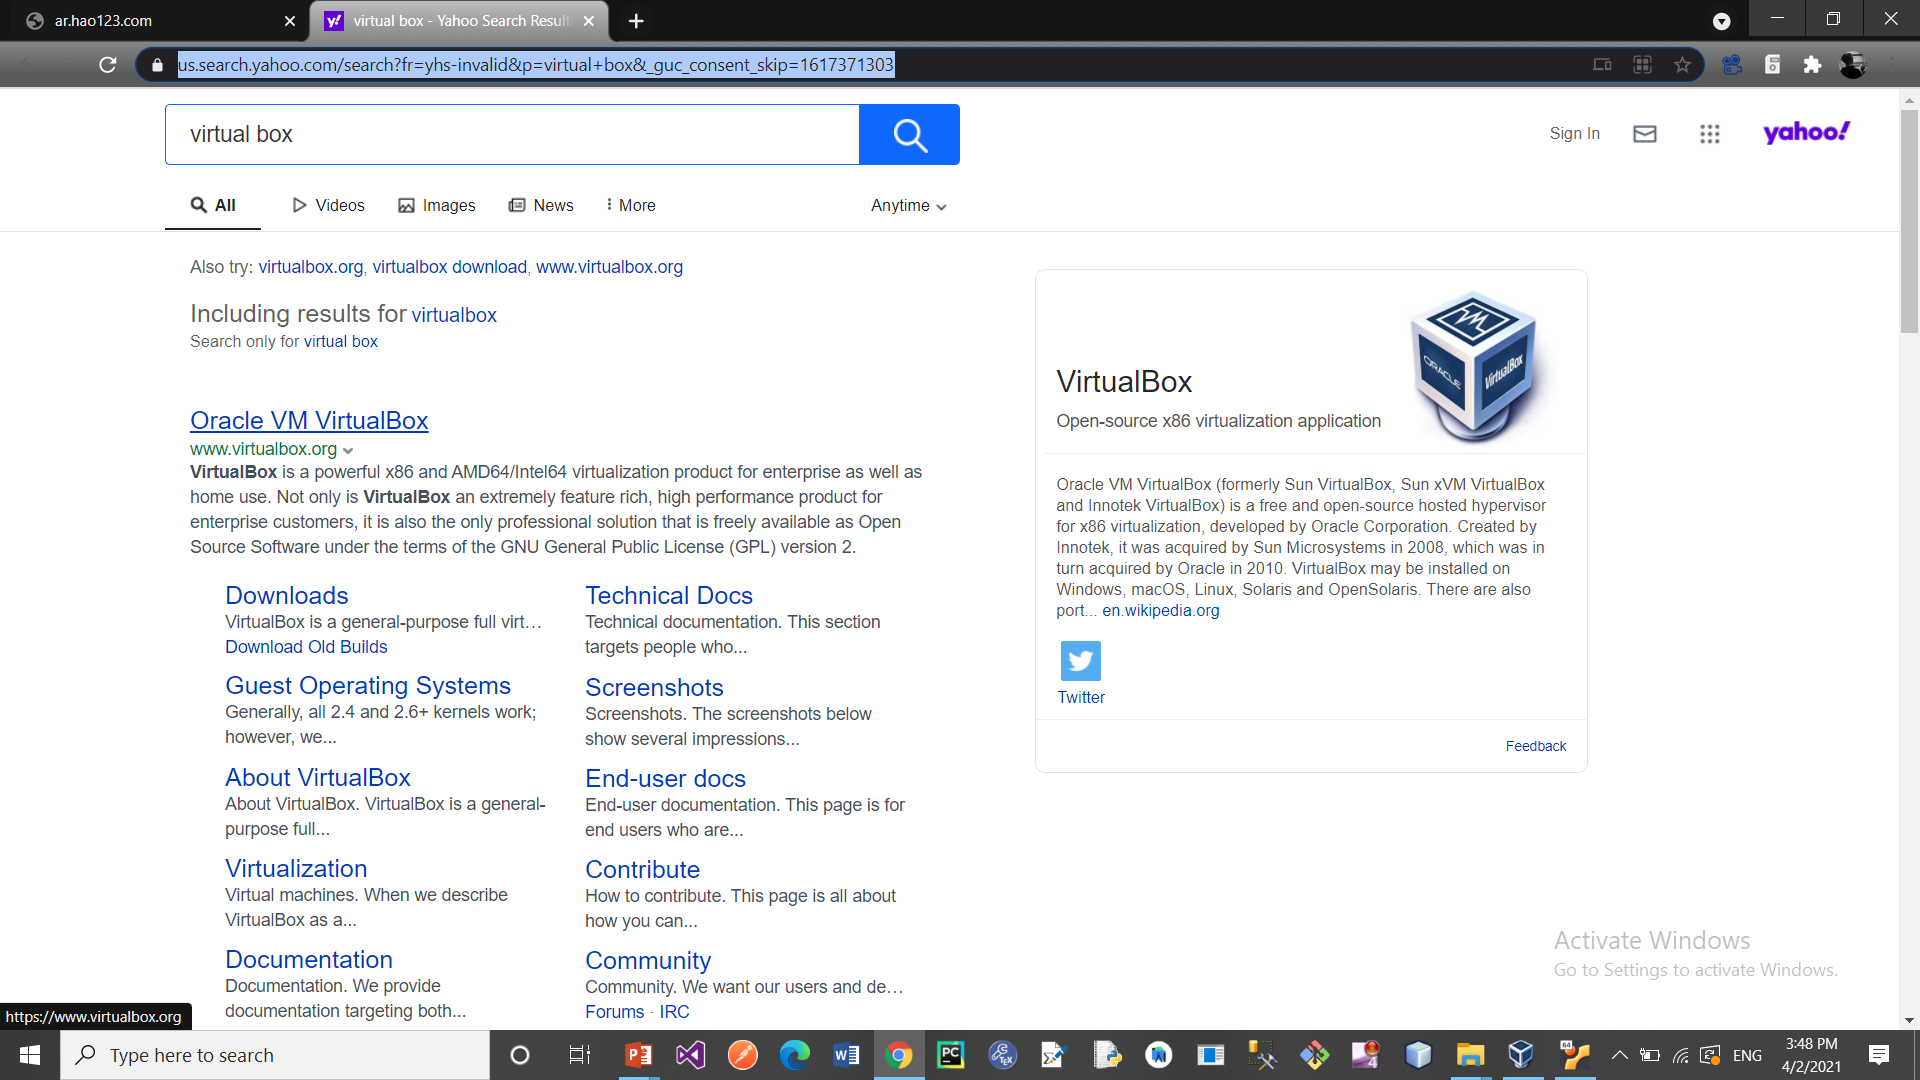 ar.hao123.com
virtual box - Yahoo Search Result
us.search.yahoo.com/search?fr=yhs-invalid&p=virtual+box&_guc_consent_skip=1617371303
virtual box
Sign In
yahoo!
All
Videos
Images
News
More
Anytime
Also try: virtualbox.org, virtualbox download, www.virtualbox.org
Including results for virtualbox
Search only for virtual box
Oracle VM VirtualBox
www.virtualbox.org
VirtualBox is a powerful x86 and AMD64/Intel64 virtualization product for enterprise as well as
home use. Not only is VirtualBox an extremely feature rich, high performance product for
enterprise customers, it is also the only professional solution that is freely available as Open
Source Software under the terms of the GNU General Public License (GPL) version 2.
Downloads
VirtualBox is a general-purpose full virt...
Download Old Builds
Guest Operating Systems
Generally, all 2.4 and 2.6+ kernels work;
however, we...
About VirtualBox
About VirtualBox. VirtualBox is a general-
purpose full...
Virtualization
Virtual machines. When we describe
VirtualBox as a...
Documentation
Documentation. We provide
documentation targeting both...
Technical Docs
Technical documentation. This section
targets people who...
Screenshots
Screenshots. The screenshots below
show several impressions...
End-user docs
End-user documentation. This page is for
end users who are...
Contribute
How to contribute. This page is all about
how you can...
Community
Community. We want our users and de...
Forums · IRC
VirtualBox
Open-source x86 virtualization application
ORACLE
VirtualBox
Oracle VM VirtualBox (formerly Sun VirtualBox, Sun xVM VirtualBox
and Innotek VirtualBox) is a free and open-source hosted hypervisor
for x86 virtualization, developed by Oracle Corporation. Created by
Innotek, it was acquired by Sun Microsystems in 2008, which was in
turn acquired by Oracle in 2010. VirtualBox may be installed on
Windows, macOS, Linux, Solaris and OpenSolaris. There are also
port... en.wikipedia.org
Twitter
Feedback
Activate Windows
Go to Settings to activate Windows.
https://www.virtualbox.org
Type here to search
ENG
3:48 PM
4/2/2021